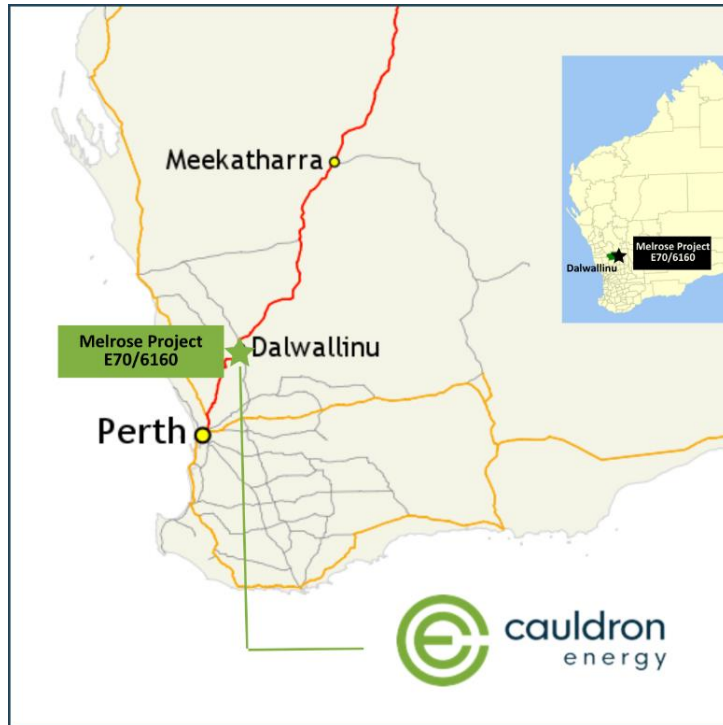 Meekatharra
Melrose Project
E70/6160
Dalwallinu
Melrose Project
E70/6160
Dalwallinu
Perth
cauldron
energy